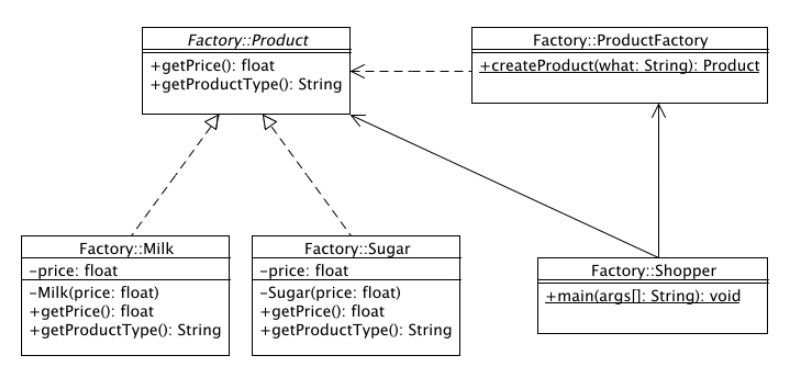 Factory::Product
+getPrice(): float
+getProductType(): String
Factory::ProductFactory
+createProduct(what: String): Product
Factory::Milk
-price: float
-Milk(price: float)
+getPrice(): float
+getProductType(): String
Factory::Sugar
-price: float
-Sugar(price: float)
+getPrice(): float
+getProductType(): String
Factory::Shopper
+main(args[]: String): void